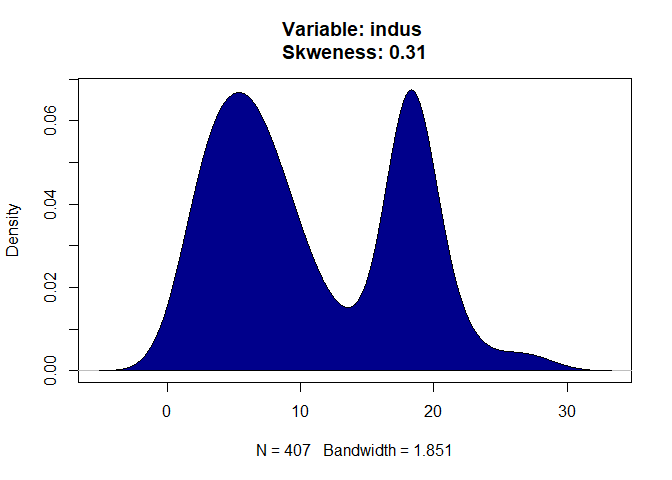 Variable: indus
Skweness: 0.31
Density
0.00
0.02
0.04
0.06
0
10
20
30
N = 407 Bandwidth = 1.851